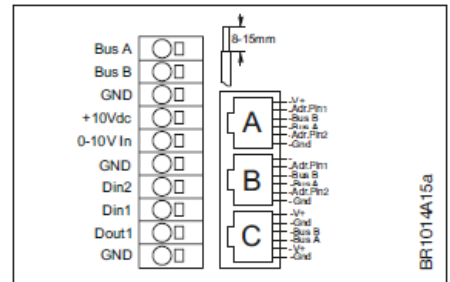 Bus A
Bus B
GND
+10Vdc
0-10V In
GND
Din2
Din1
Dout1
GND
8-15mm
A
-V+
-Adr.Pin1
-Bus B
-Bus A
-Adr.Pin2
-Gnd
B
-
-Adr.Pin1
-Bus B
-Bus A
-Adr.Pin2
-Gnd
C
-V+
-Gnd
-Bus B
-Bus A
-V+
-Gnd
BR1014A15a